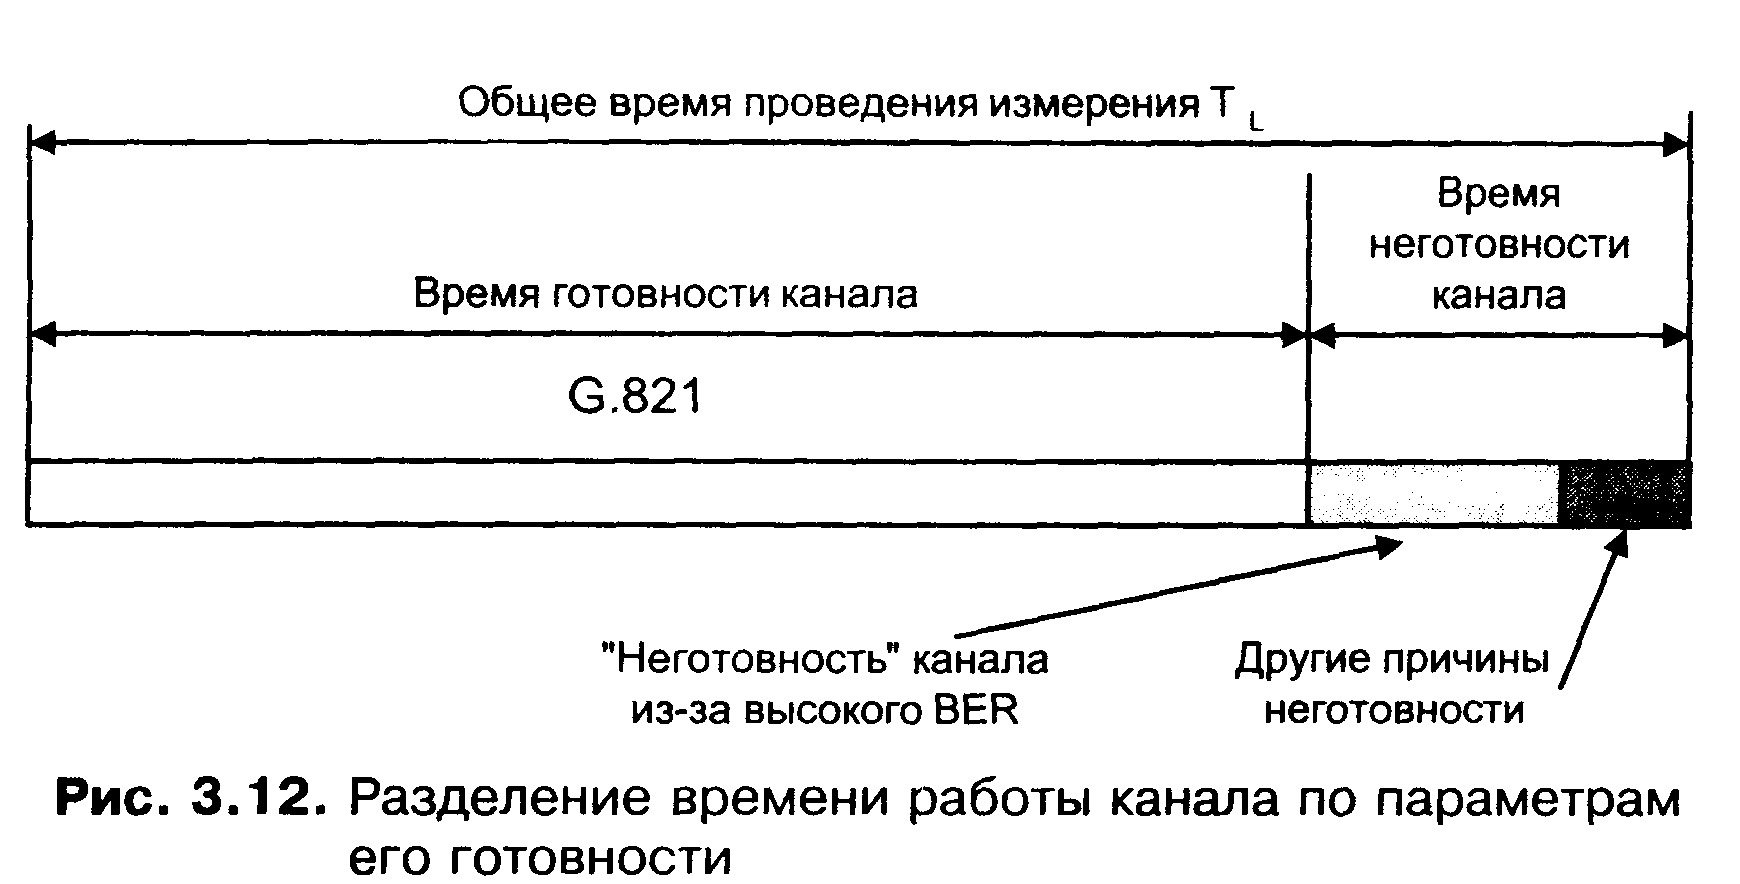 Общее время проведения измерения T L
Время
неготовности
канала
Время готовности канала
G.821
"Неготовность" канала
из-за высокого BER
Другие причины
неготовности
Рис. 3.12. Разделение времени работы канала по параметрам
его готовности